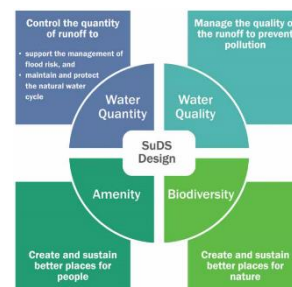 Control the quantity
of runoff to
• support the management of
flood risk, and
• maintain and protect
the natural water
cycle
Manage the quality of
the runoff to prevent
pollution
Water
Quantity
Water
Quality
SuDS
Design
Amenity
Biodiversity
Create and sustain
better places for
people
Create and sustain
better places for
nature